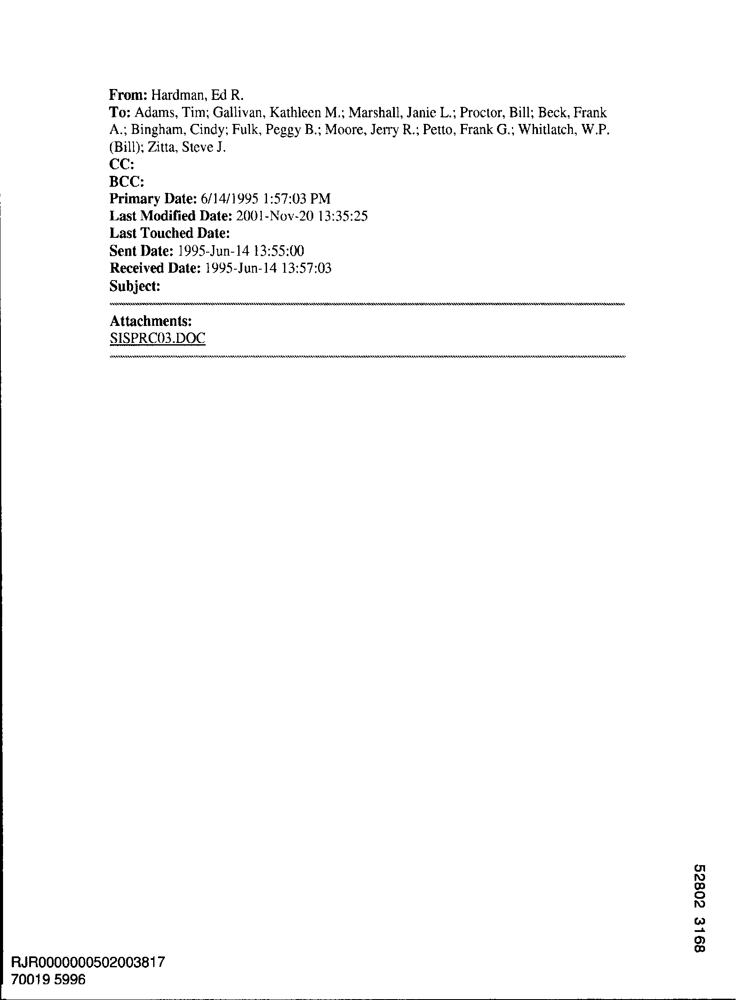 From: Hardman, Ed R.
To: Adams, Tim; Gallivan, Kathleen M.; Marshall, Janie L.; Proctor, Bill; Beck, Frank
A.; Bingham, Cindy; Fulk, Peggy B.; Moore, Jerry R.; Petto, Frank G.; Whitlatch, W.P.
(Bill); Zitta, Steve J.
CC:
BCC:
Primary Date: 6/14/1995 1:57:03 PM
Last Modified Date: 2001-Nov-20 13:35:25
Last Touched Date:
Sent Date: 1995-Jun-14 13:55:00
Received Date: 1995-Jun-14 13:57:03
Subject:
Attachments:
SISPRC03.DOC
52802 3168
RJR0000000502003817
70019 5996